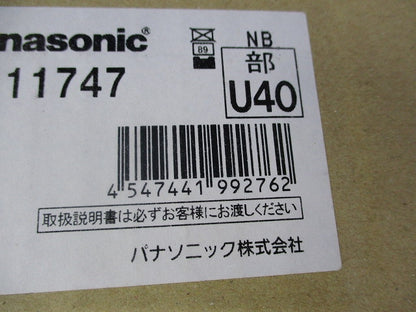 nasonic®
11747
89
NB
部
U40
4 547441 992762
取扱説明書は必ずお客様にお渡しください
パナソニック株式会社